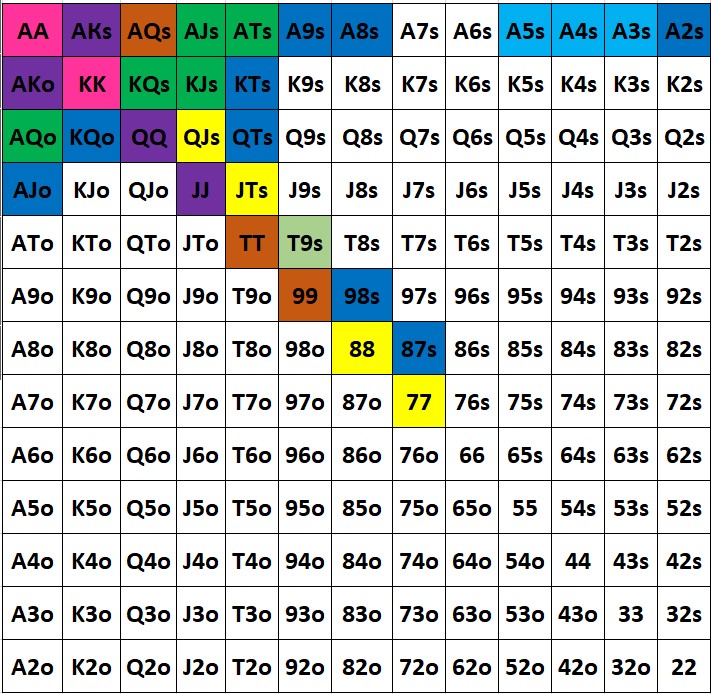 AA AKs AQs AJs ATs A9s A8s A7s A6s A5s A4s A3s A2s
AKo KK KQs KJs KTs K9s K8s K7s K6s K5s K4s K3s K2s
AQo KQo QQ QJs QTs Q9s Q8s Q7s Q6s Q5s Q4s Q3s Q2s
AJo KJo QJo JJ JTs J9s J8s J7s J6s J5s J4s J3s J2s
ATo KTo QTo JTo TT T9s T8s T7s T6s T5s T4s T3s T2s
A9o K9o Q9o J9o T9o 99 98s 97s 96s 95s 94s 93s 92s
A8o K8o Q8o J8o T8o 98o 88 87s 86s 85s 84s 83s 82s
A7o K7o Q7o J7o T7o 97o 87o 77 76s 75s 74s 73s 72s
A6o K6o Q6o J6o T6o 96o 86o 76o 66 65s 64s 63s 62s
A5o K5o Q5o J5o T5o 95o 85o 75o 65o 55 54s 53s 52s
A4o K4o Q4o J4o T4o 94o 84o 74o 64o 54o 44 43s 42s
A3o K3o Q3o J3o T3o 93o 83o 73o 63o 53o 43o 33 32s
A2o K2o Q2o J2o T2o 92o 82o 72o 62o 52o 42o 32o 22